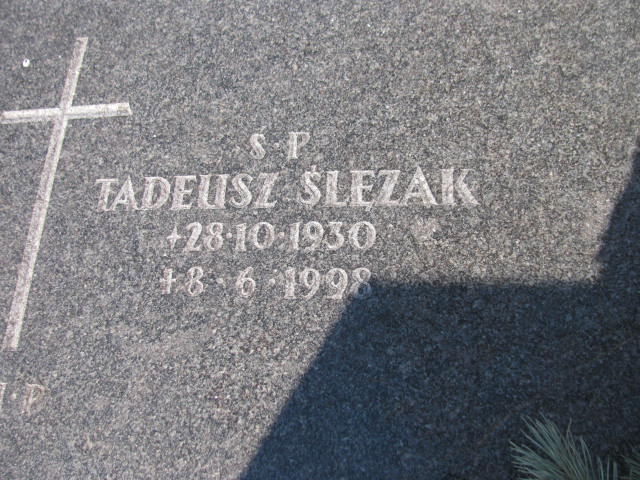 Ś·P
TADEUSZ ŚLĘZAK
*28·10·1930
+8·6·1998